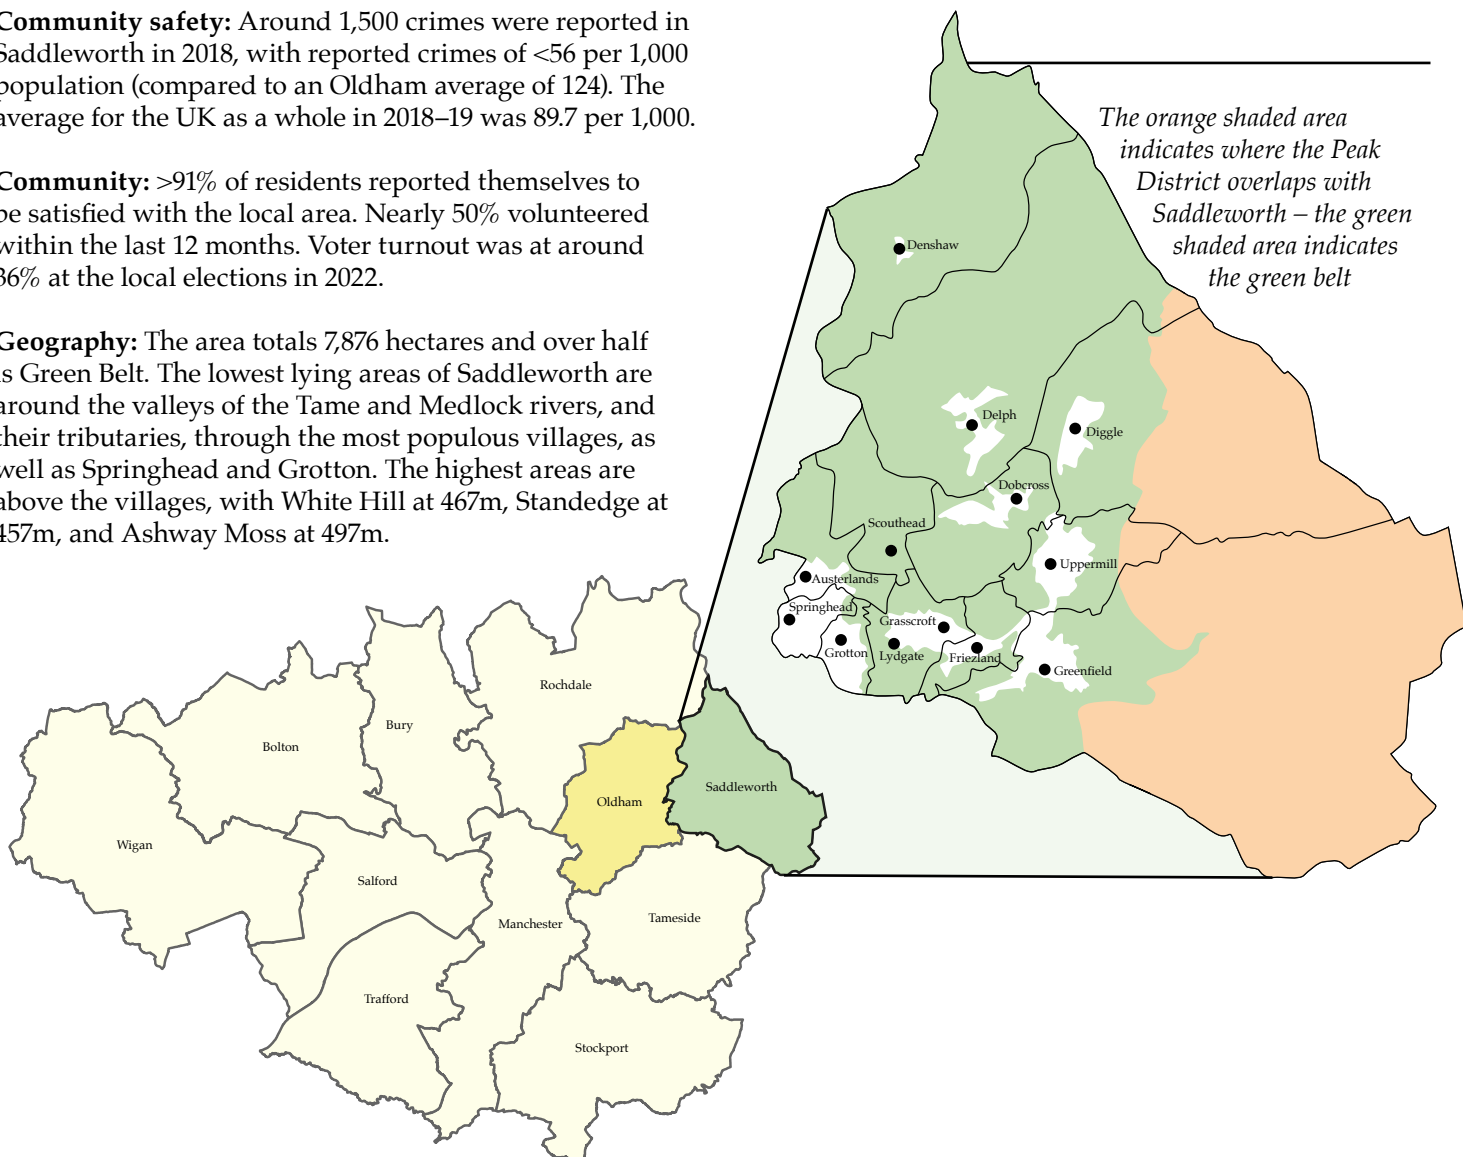 Community safety: Around 1,500 crimes were reported in
Saddleworth in 2018, with reported crimes of <56 per 1,000
population (compared to an Oldham average of 124). The
average for the UK as a whole in 2018–19 was 89.7 per 1,000.
Community: >91% of residents reported themselves to
be satisfied with the local area. Nearly 50% volunteered
within the last 12 months. Voter turnout was at around
36% at the local elections in 2022.
Geography: The area totals 7,876 hectares and over half
is Green Belt. The lowest lying areas of Saddleworth are
around the valleys of the Tame and Medlock rivers, and
their tributaries, through the most populous villages, as
well as Springhead and Grotton. The highest areas are
above the villages, with White Hill at 467m, Standedge at
457m, and Ashway Moss at 497m.
The orange shaded area
indicates where the Peak
District overlaps with
Saddleworth – the green
shaded area indicates
the green belt
Denshaw
Delph
Diggle
Dobcross
Scouthead
Uppermill
Austerlands
Springhead
Grasscroft
Grotton
Lydgate
Friezland
Greenfield
Rochdale
Bury
Bolton
Oldham
Saddleworth
Wigan
Salford
Manchester
Tameside
Trafford
Stockport